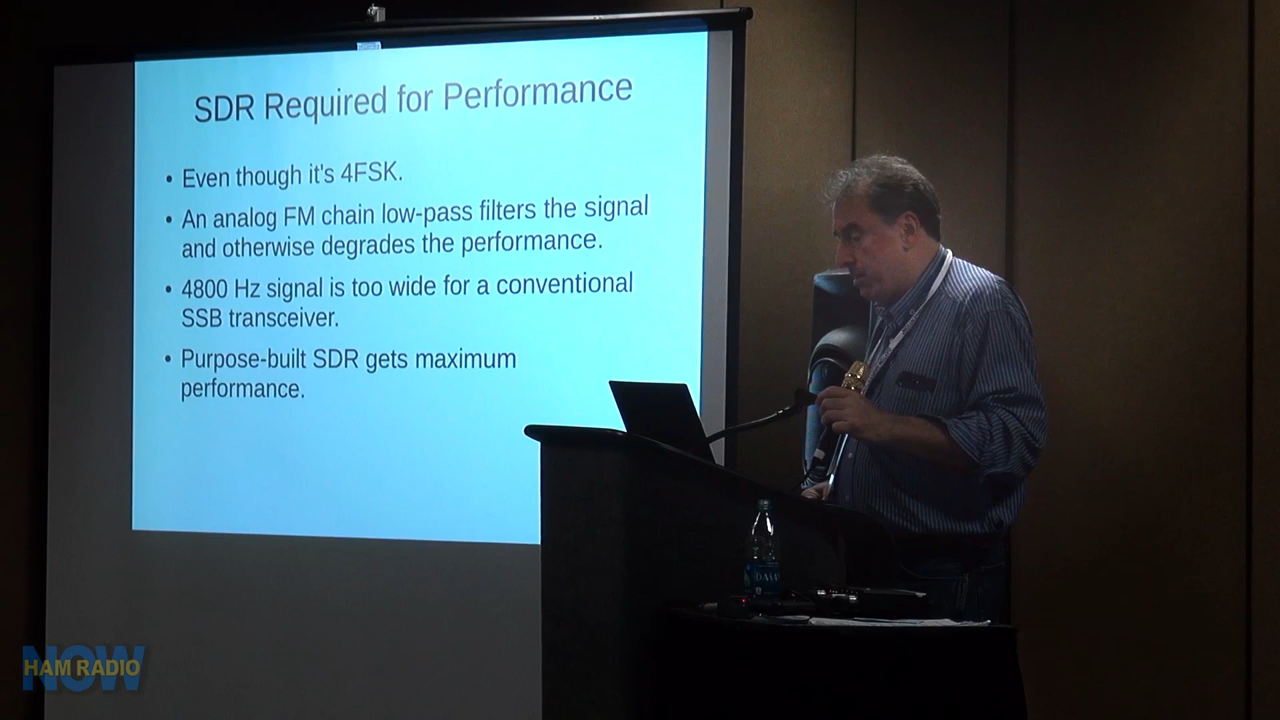 SDR Required for Performance
• Even though it's 4FSK.
• An analog FM chain low-pass filters the signal
and otherwise degrades the performance.
• 4800 Hz signal is too wide for a conventional
SSB transceiver.
• Purpose-built SDR gets maximum
performance.
NOW
HAM RADIO